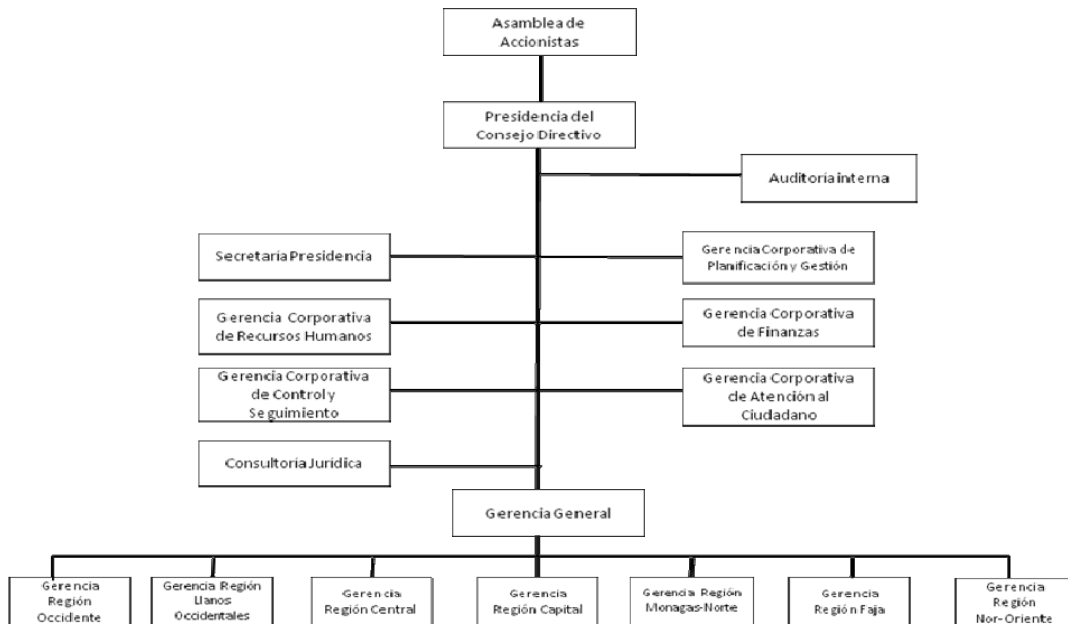 Asamblea de
Accionistas
Presidencia del
Consejo Directivo
Auditoría interna
Secretaría Presidencia
Gerencia Corporativa de
Planificación y Gestión
Gerencia Corporativa
de Recursos Humanos
Gerencia Corporativa
de Finanzas
Gerencia Corporativa
de Control y
Seguimiento
Gerencia Corporativa
de Atención al
Ciudadano
Consultoría Jurídica
Gerencia General
Gerencia
Región
Occidente
Gerencia Región
Llanos
Occidentales
Gerencia
Región Central
Gerencia
Región Capital
Gerencia Región
Monagas-Norte
Gerencia
Región Faja
Gerencia
Región
Nor-Oriente